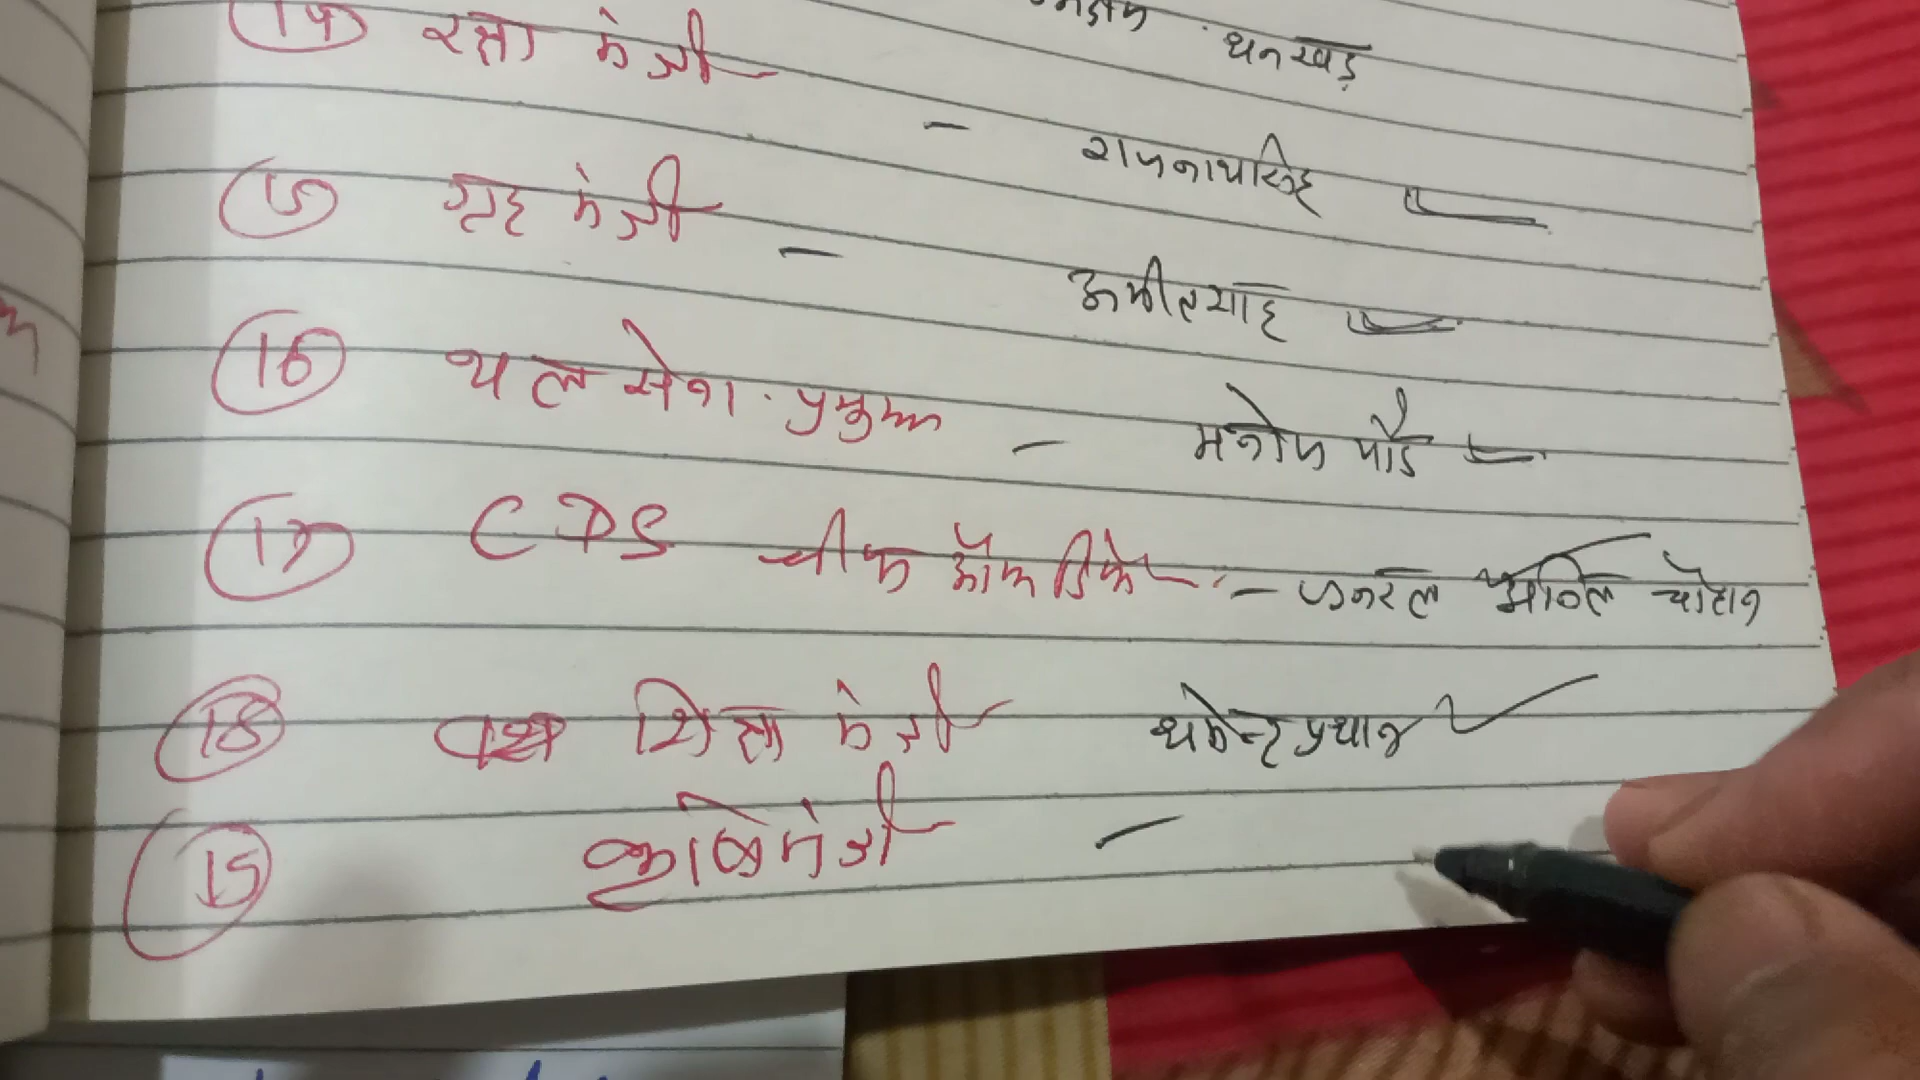 धनखड़
14 रक्षा मंत्री - राजनाथसिंह
15 गृह मंत्री - अमीतशाह
16 थल सेना प्रमुख - मनोज पांडे
17 CDS चीफ ऑफ डिफे - जनरल अनिल चौहान
18 शिक्षा मंत्री धर्मेन्द्र प्रधान
19 कृषि मंत्री -